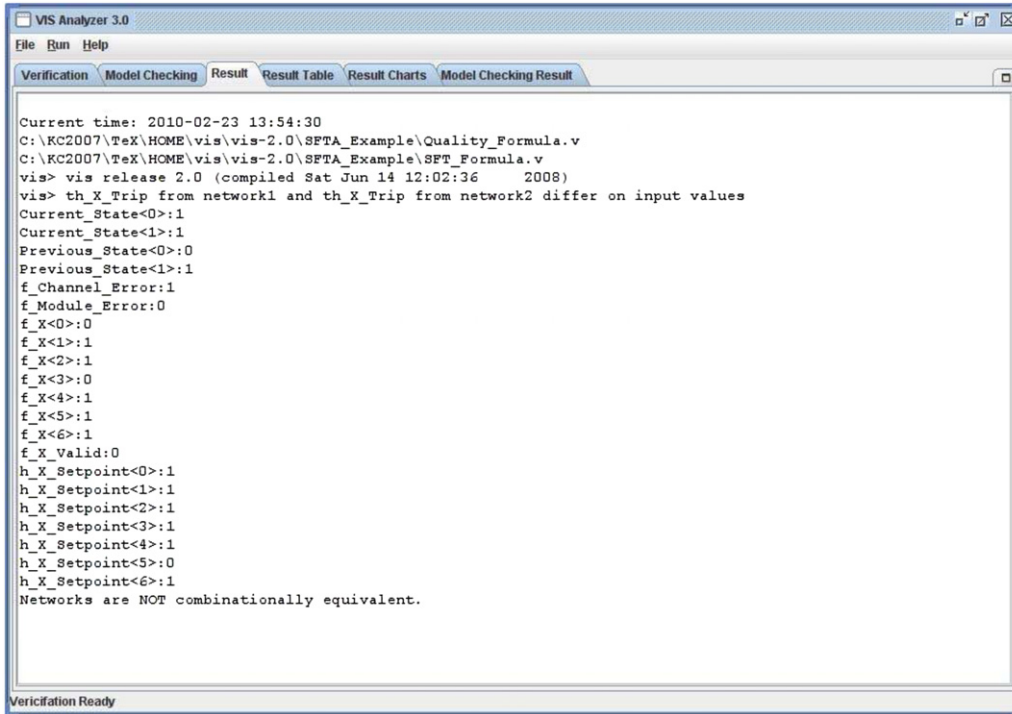 VIS Analyzer 3.0
File Run Help
Verification Model Checking Result Result Table Result Charts Model Checking Result
Current time: 2010-02-23 13:54:30
C:\KC2007\TeX\HOME\vis\vis-2.0\SFTA_Example\Quality_Formula.v
C:\KC2007\TeX\HOME\vis\vis-2.0\SFTA_Example\SFT_Formula.v
vis> vis release 2.0 (compiled Sat Jun 14 12:02:36 2008)
vis> th_X_Trip from network1 and th_X_Trip from network2 differ on input values
Current_State<0>:1
Current_State<1>:1
Previous_State<0>:0
Previous_State<1>:1
f_Channel_Error:1
f_Module_Error:0
f_X<0>:0
f_X<1>:1
f_X<2>:1
f_X<3>:0
f_X<4>:1
f_X<5>:1
f_X<6>:1
f_X_Valid:0
h_X_Setpoint<0>:1
h_X_Setpoint<1>:1
h_X_Setpoint<2>:1
h_X_Setpoint<3>:1
h_X_Setpoint<4>:1
h_X_Setpoint<5>:0
h_X_Setpoint<6>:1
Networks are NOT combinationally equivalent.
Vericifation Ready